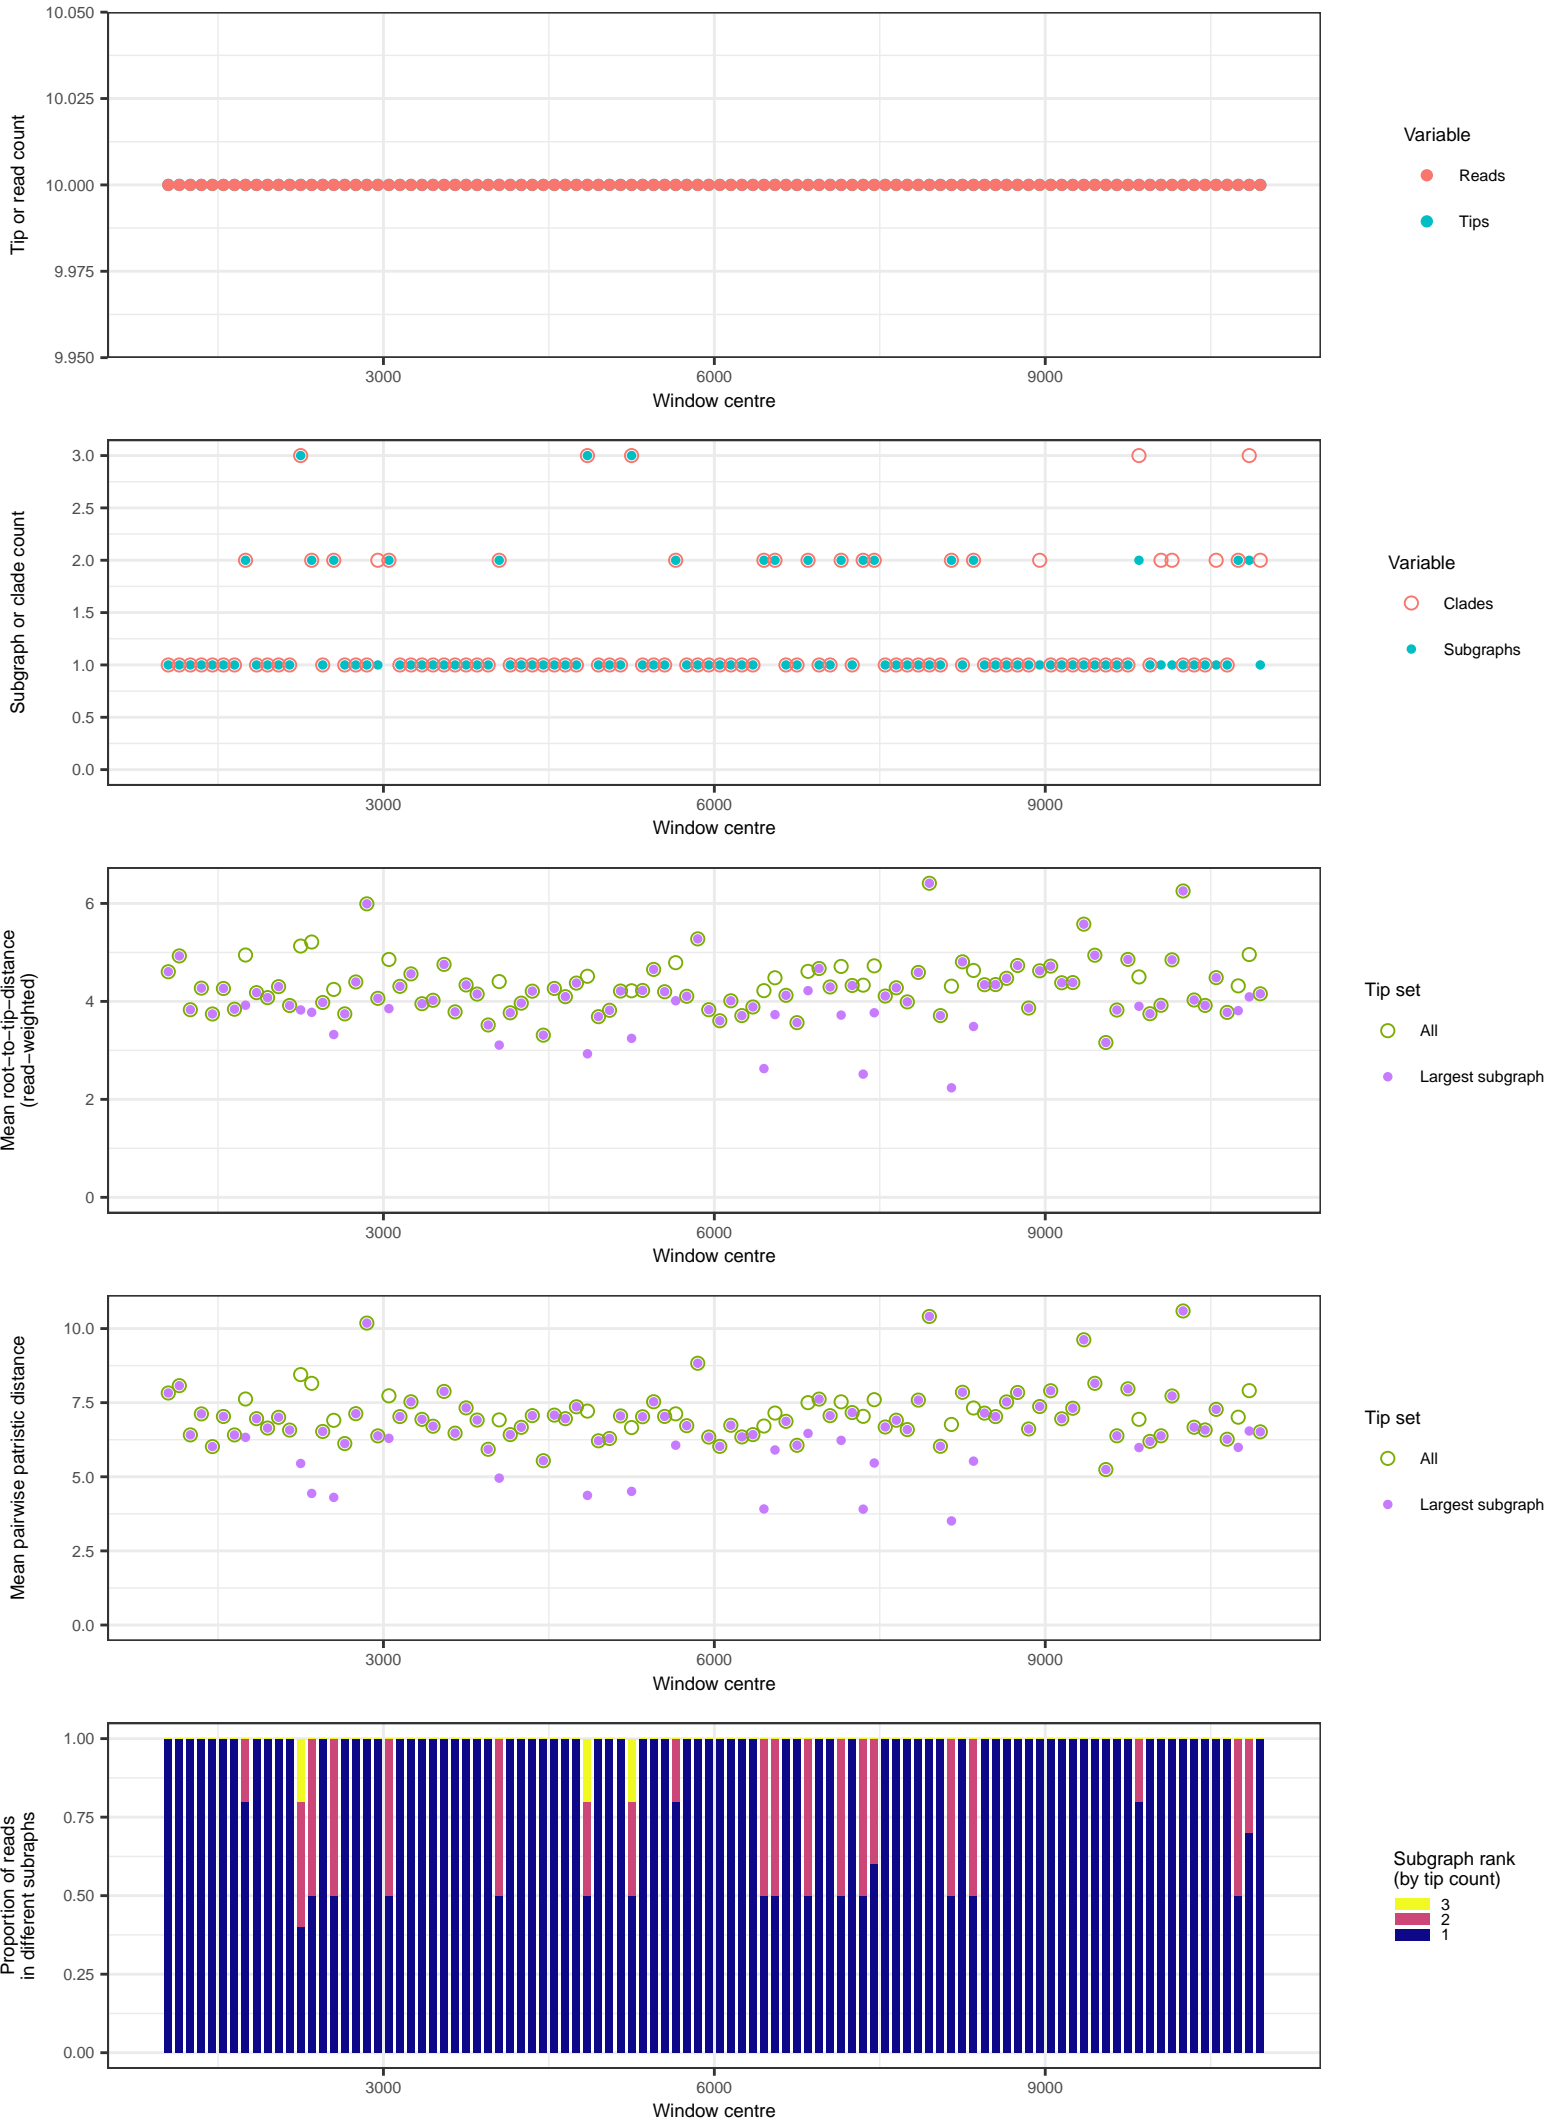 10.050
10.025
10.000
9.975
9.950
Tip or read count
3000 6000 9000
Window centre
Variable
Reads
Tips
3.0
2.5
2.0
1.5
1.0
0.5
0.0
Subgraph or clade count
3000 6000 9000
Window centre
Variable
Clades
Subgraphs
6
4
2
0
Mean root−to−tip−distance
(read−weighted)
3000 6000 9000
Window centre
Tip set
All
Largest subgraph
10.0
7.5
5.0
2.5
0.0
Mean pairwise patristic distance
3000 6000 9000
Window centre
Tip set
All
Largest subgraph
1.00
0.75
0.50
0.25
0.00
Proportion of reads
in different subraphs
3000 6000 9000
Window centre
Subgraph rank
(by tip count)
3
2
1